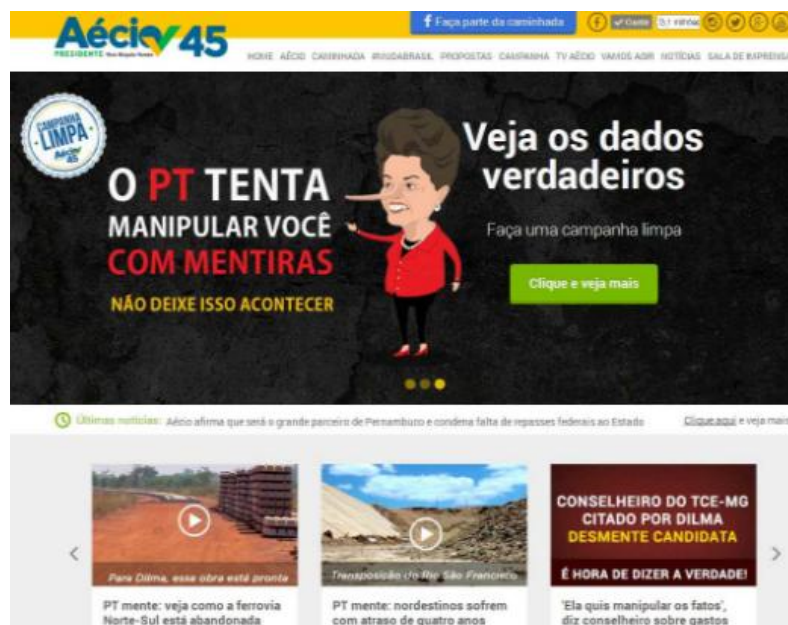 Aécio 45
PRESIDENTE
Faça parte da caminhada
HOME AÉCIO CAMINHADA #MUDABRASIL PROPOSTAS CAMPANHA TV AÉCIO VAMOS AGIR NOTÍCIAS SALA DE IMPRENSA
CAMPANHA
LIMPA
Aécio
45
O PT TENTA
MANIPULAR VOCÊ
COM MENTIRAS
NÃO DEIXE ISSO ACONTECER
Veja os dados
verdadeiros
Faça uma campanha limpa
Clique e veja mais
Últimas notícias: Aécio afirma que será o grande parceiro de Pernambuco e condena falta de repasses federais ao Estado
Clique aqui e veja mais
Para Dilma, essa obra está pronta
PT mente: veja como a ferrovia
Norte-Sul está abandonada
Transposição do Rio São Francisco
PT mente: nordestinos sofrem
com atraso de quatro anos
CONSELHEIRO DO TCE-MG
CITADO POR DILMA
DESMENTE CANDIDATA
É HORA DE DIZER A VERDADE!
'Ela quis manipular os fatos',
diz conselheiro sobre gastos